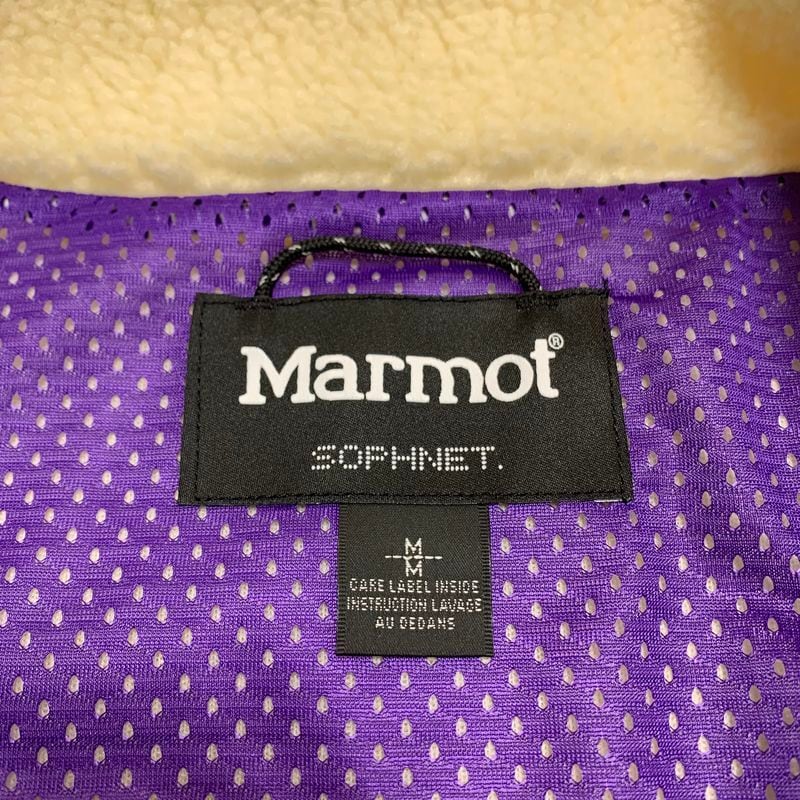 Marmot®
SOPHNET.
M
M
CARE LABEL INSIDE
INSTRUCTION LAVAGE
AU DEDANS